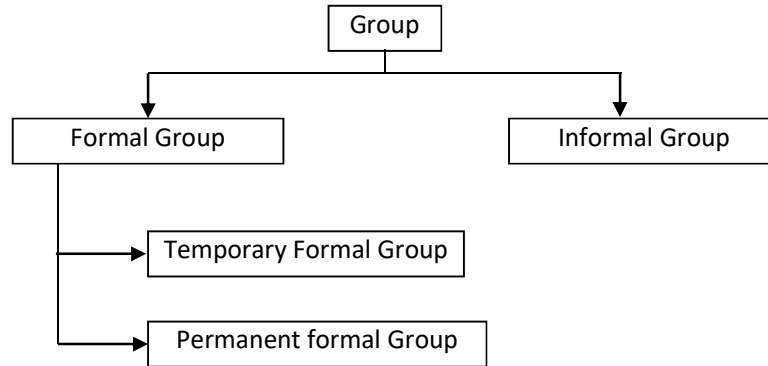 Group
Formal Group
Informal Group
Temporary Formal Group
Permanent formal Group